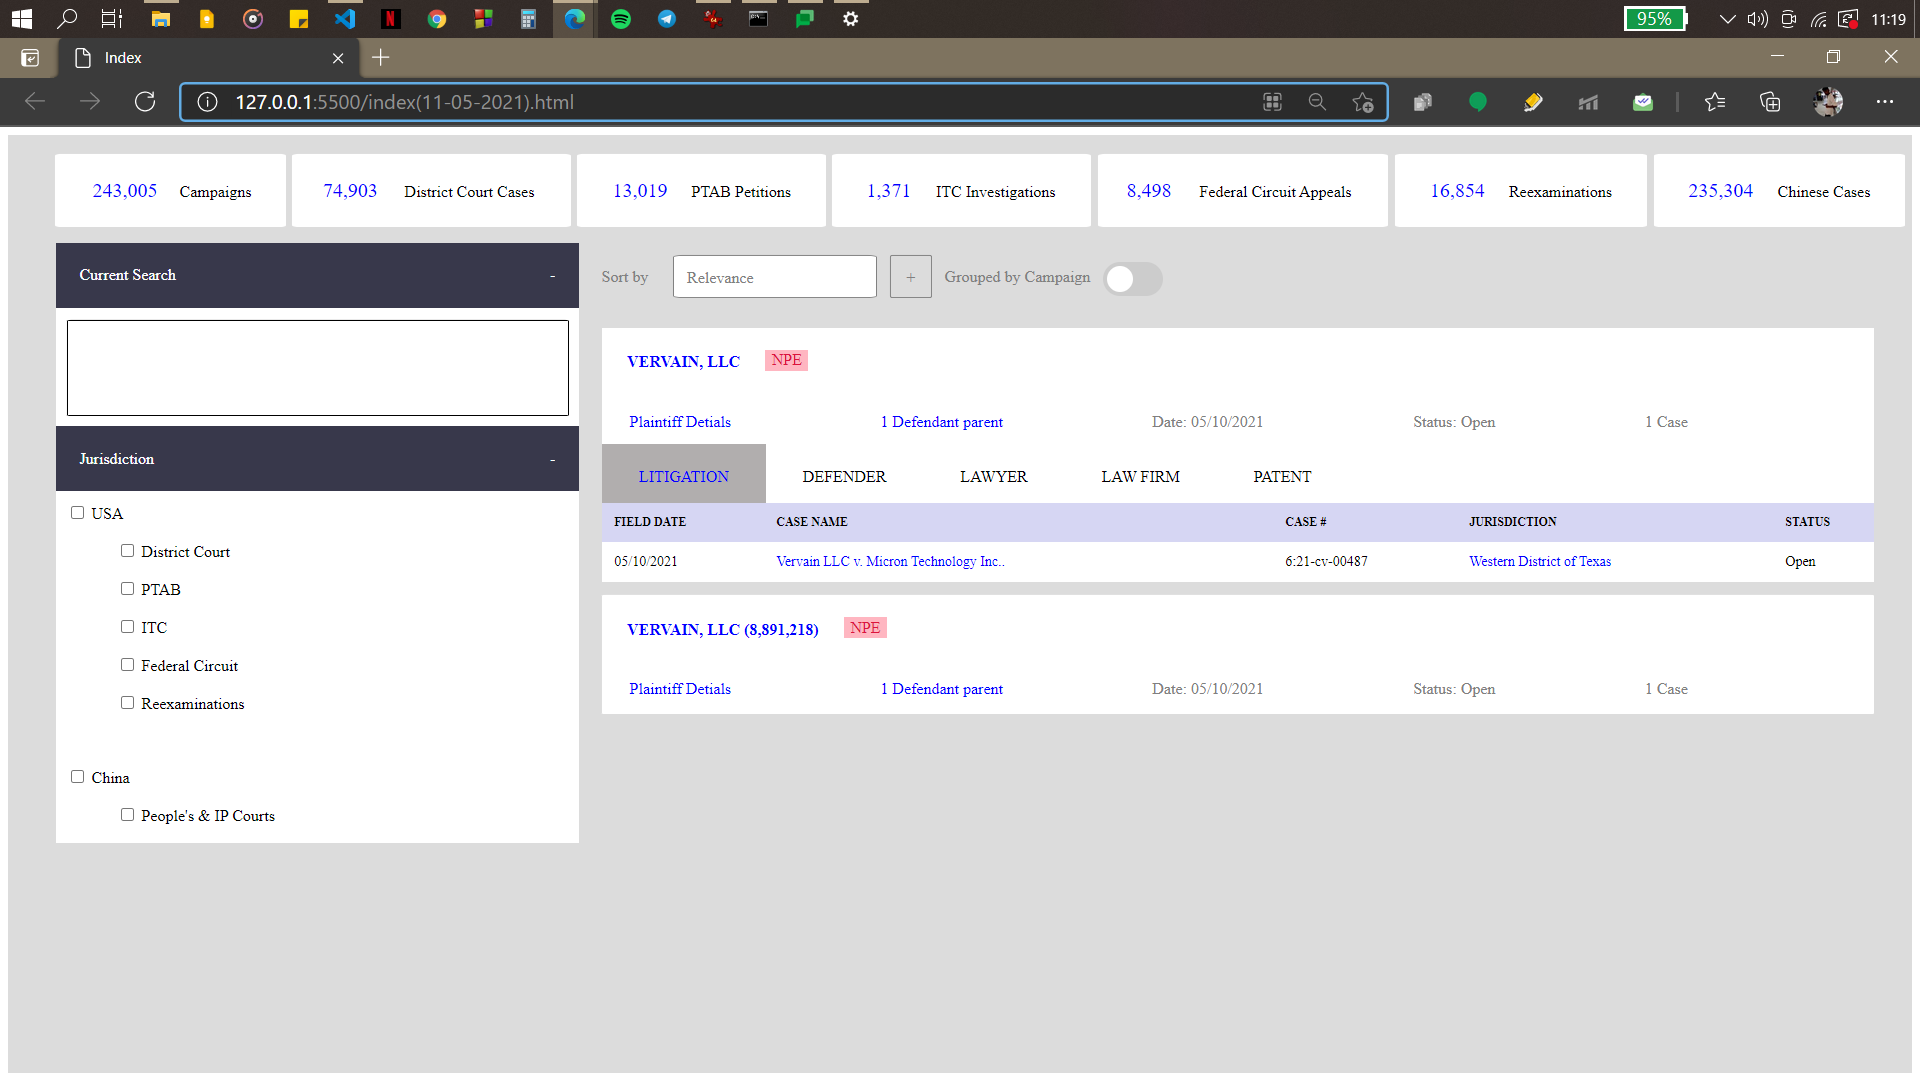 95%
11:19
Index
127.0.0.1:5500/index(11-05-2021).html
243,005 Campaigns
74,903 District Court Cases
13,019 PTAB Petitions
1,371 ITC Investigations
8,498 Federal Circuit Appeals
16,854 Reexaminations
235,304 Chinese Cases
Current Search -
Jurisdiction -
USA
District Court
PTAB
ITC
Federal Circuit
Reexaminations
China
People's & IP Courts
Sort by Relevance + Grouped by Campaign
VERVAIN, LLC NPE
Plaintiff Detials 1 Defendant parent Date: 05/10/2021 Status: Open 1 Case
LITIGATION DEFENDER LAWYER LAW FIRM PATENT
FIELD DATE CASE NAME CASE # JURISDICTION STATUS
05/10/2021 Vervain LLC v. Micron Technology Inc.. 6:21-cv-00487 Western District of Texas Open
VERVAIN, LLC (8,891,218) NPE
Plaintiff Detials 1 Defendant parent Date: 05/10/2021 Status: Open 1 Case